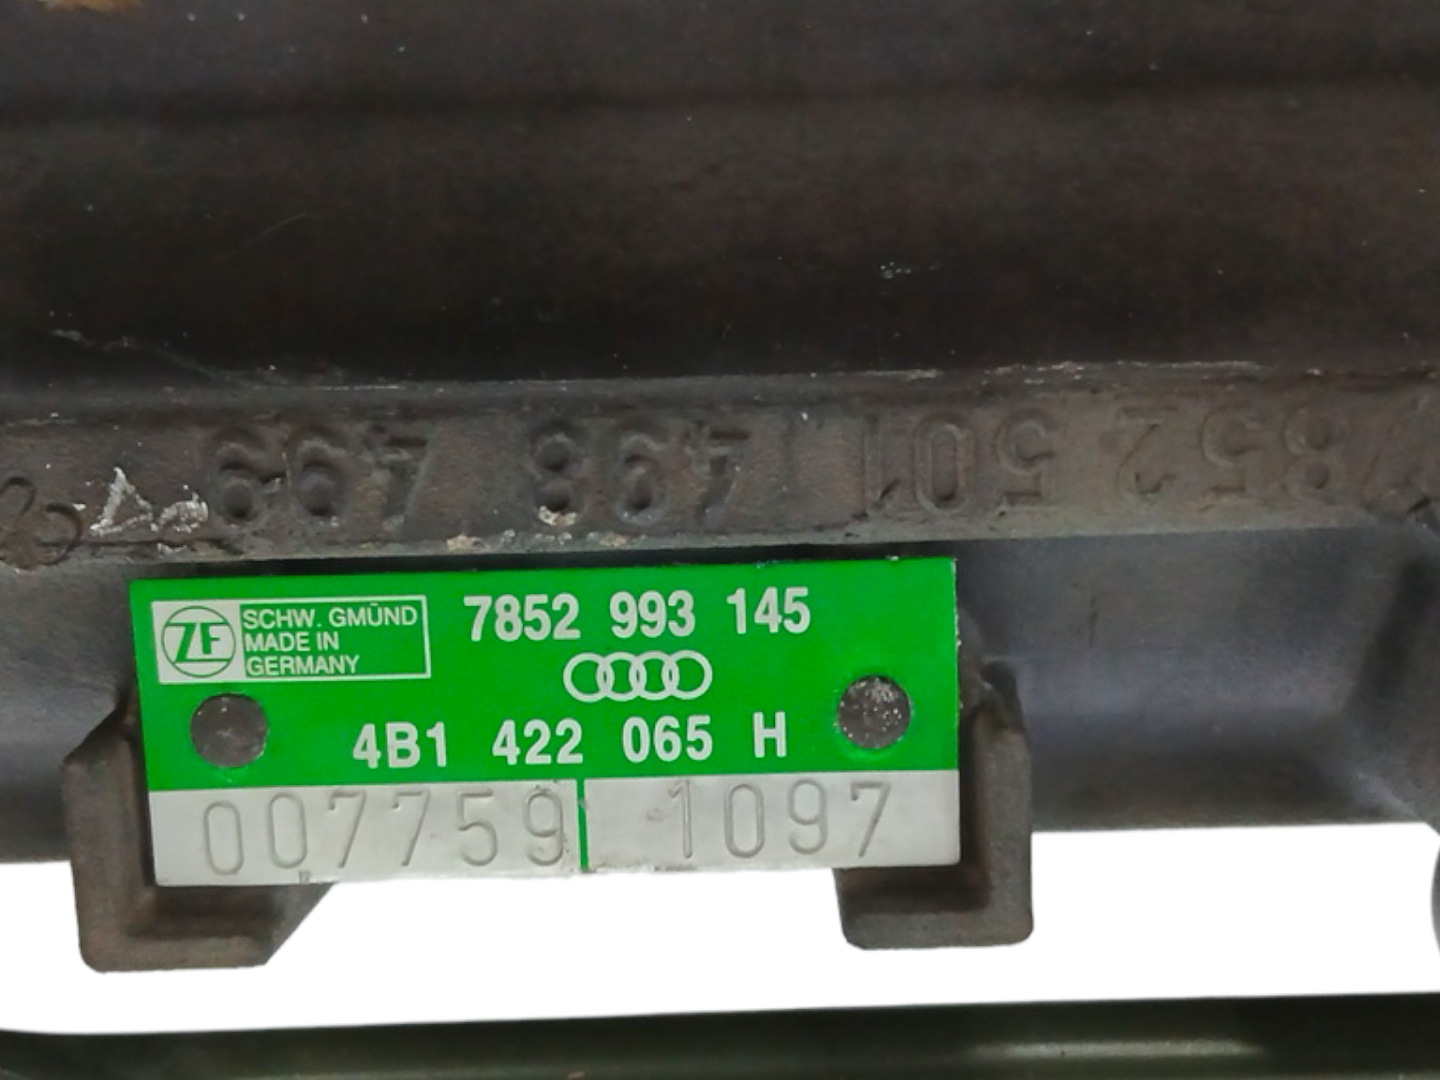 7852 501 498 499
ZF
SCHW. GMÜND
MADE IN
GERMANY
7852 993 145
4B1 422 065 H
007759 1097